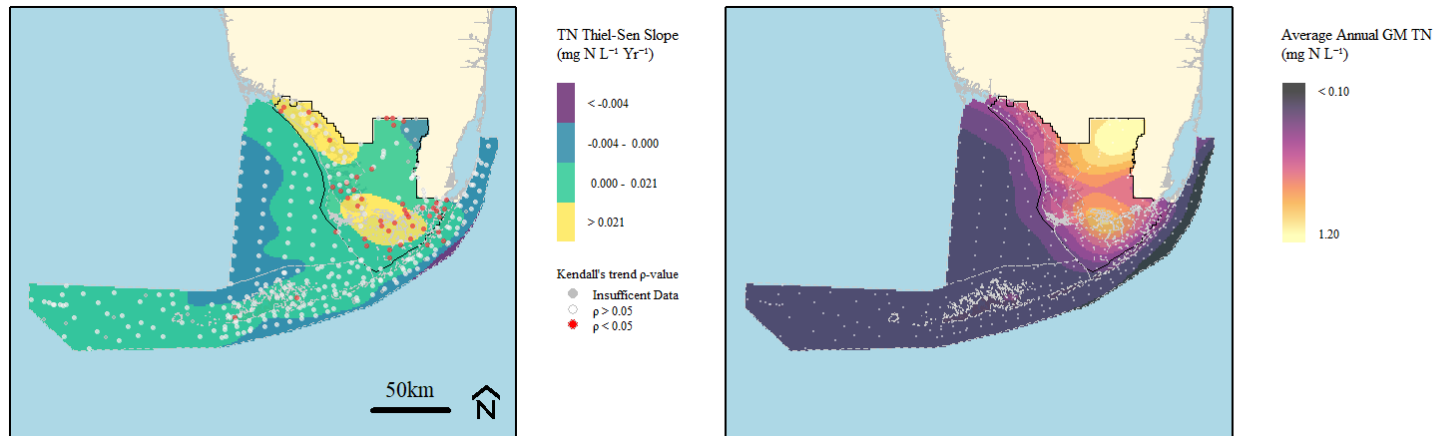 TN Thiel-Sen Slope
(mg N L⁻¹ Yr⁻¹)
< -0.004
-0.004 - 0.000
0.000 - 0.021
> 0.021
Kendall's trend ρ-value
Insufficent Data
ρ > 0.05
ρ < 0.05
50km
N
Average Annual GM TN
(mg N L⁻¹)
< 0.10
1.20